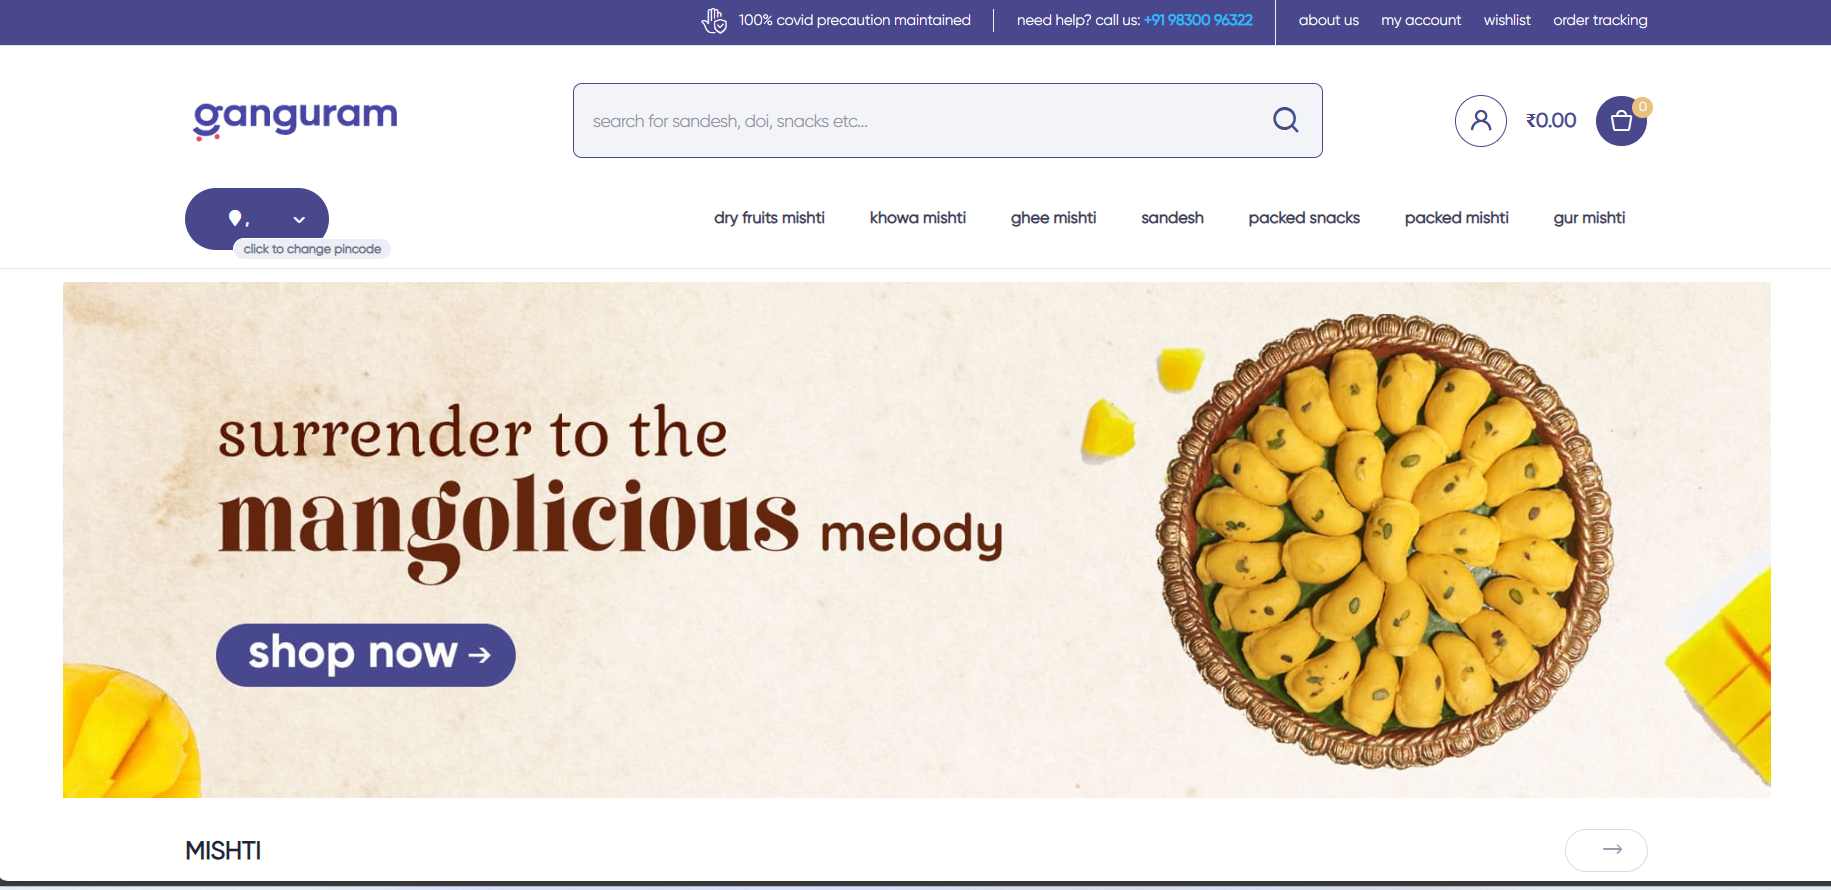 100% covid precaution maintained
need help? call us: +91 98300 96322
about us
my account
wishlist
order tracking
ganguram
search for sandesh, doi, snacks etc...
₹0.00
0
,
click to change pincode
dry fruits mishti
khowa mishti
ghee mishti
sandesh
packed snacks
packed mishti
gur mishti
surrender to the
mangolicious melody
shop now →
MISHTI
→